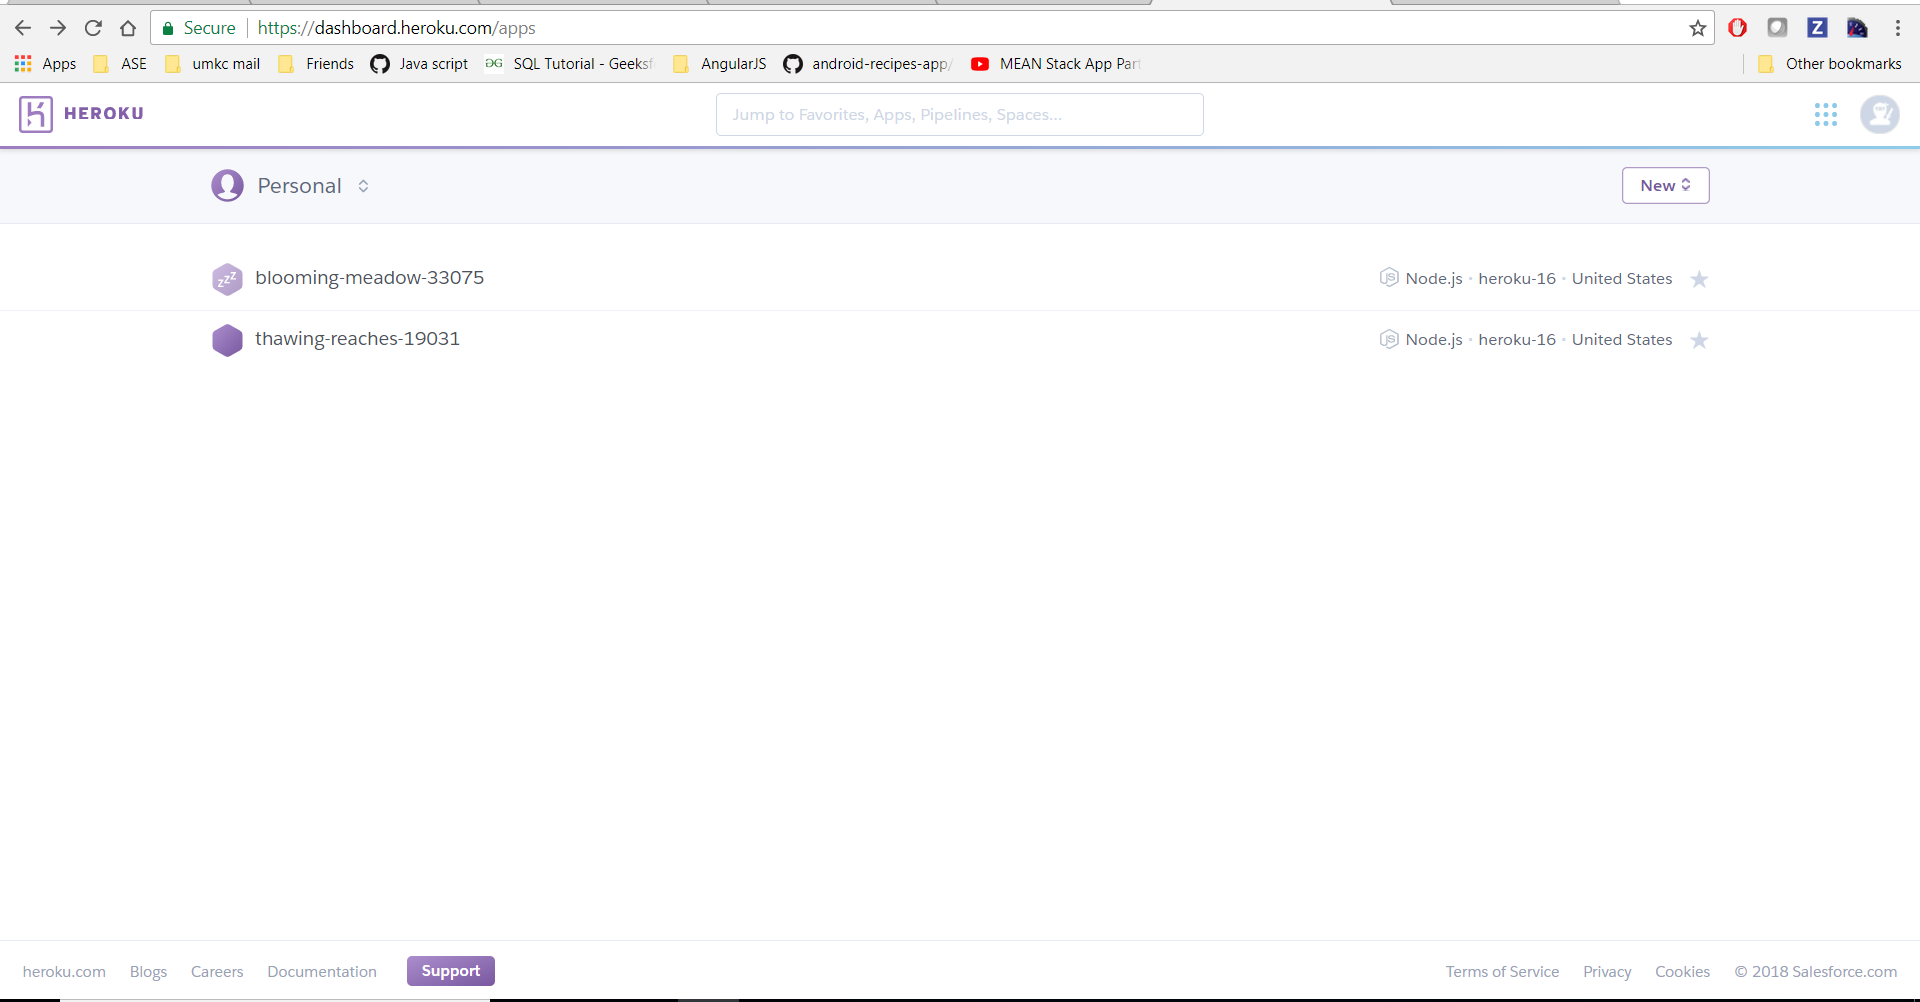 Secure https://dashboard.heroku.com/apps
Apps ASE umkc mail Friends Java script SQL Tutorial - Geeksf AngularJS android-recipes-app/ MEAN Stack App Part Other bookmarks
HEROKU Jump to Favorites, Apps, Pipelines, Spaces...
Personal New
zzz blooming-meadow-33075 Node.js · heroku-16 · United States
thawing-reaches-19031 Node.js · heroku-16 · United States
heroku.com Blogs Careers Documentation Support Terms of Service Privacy Cookies © 2018 Salesforce.com